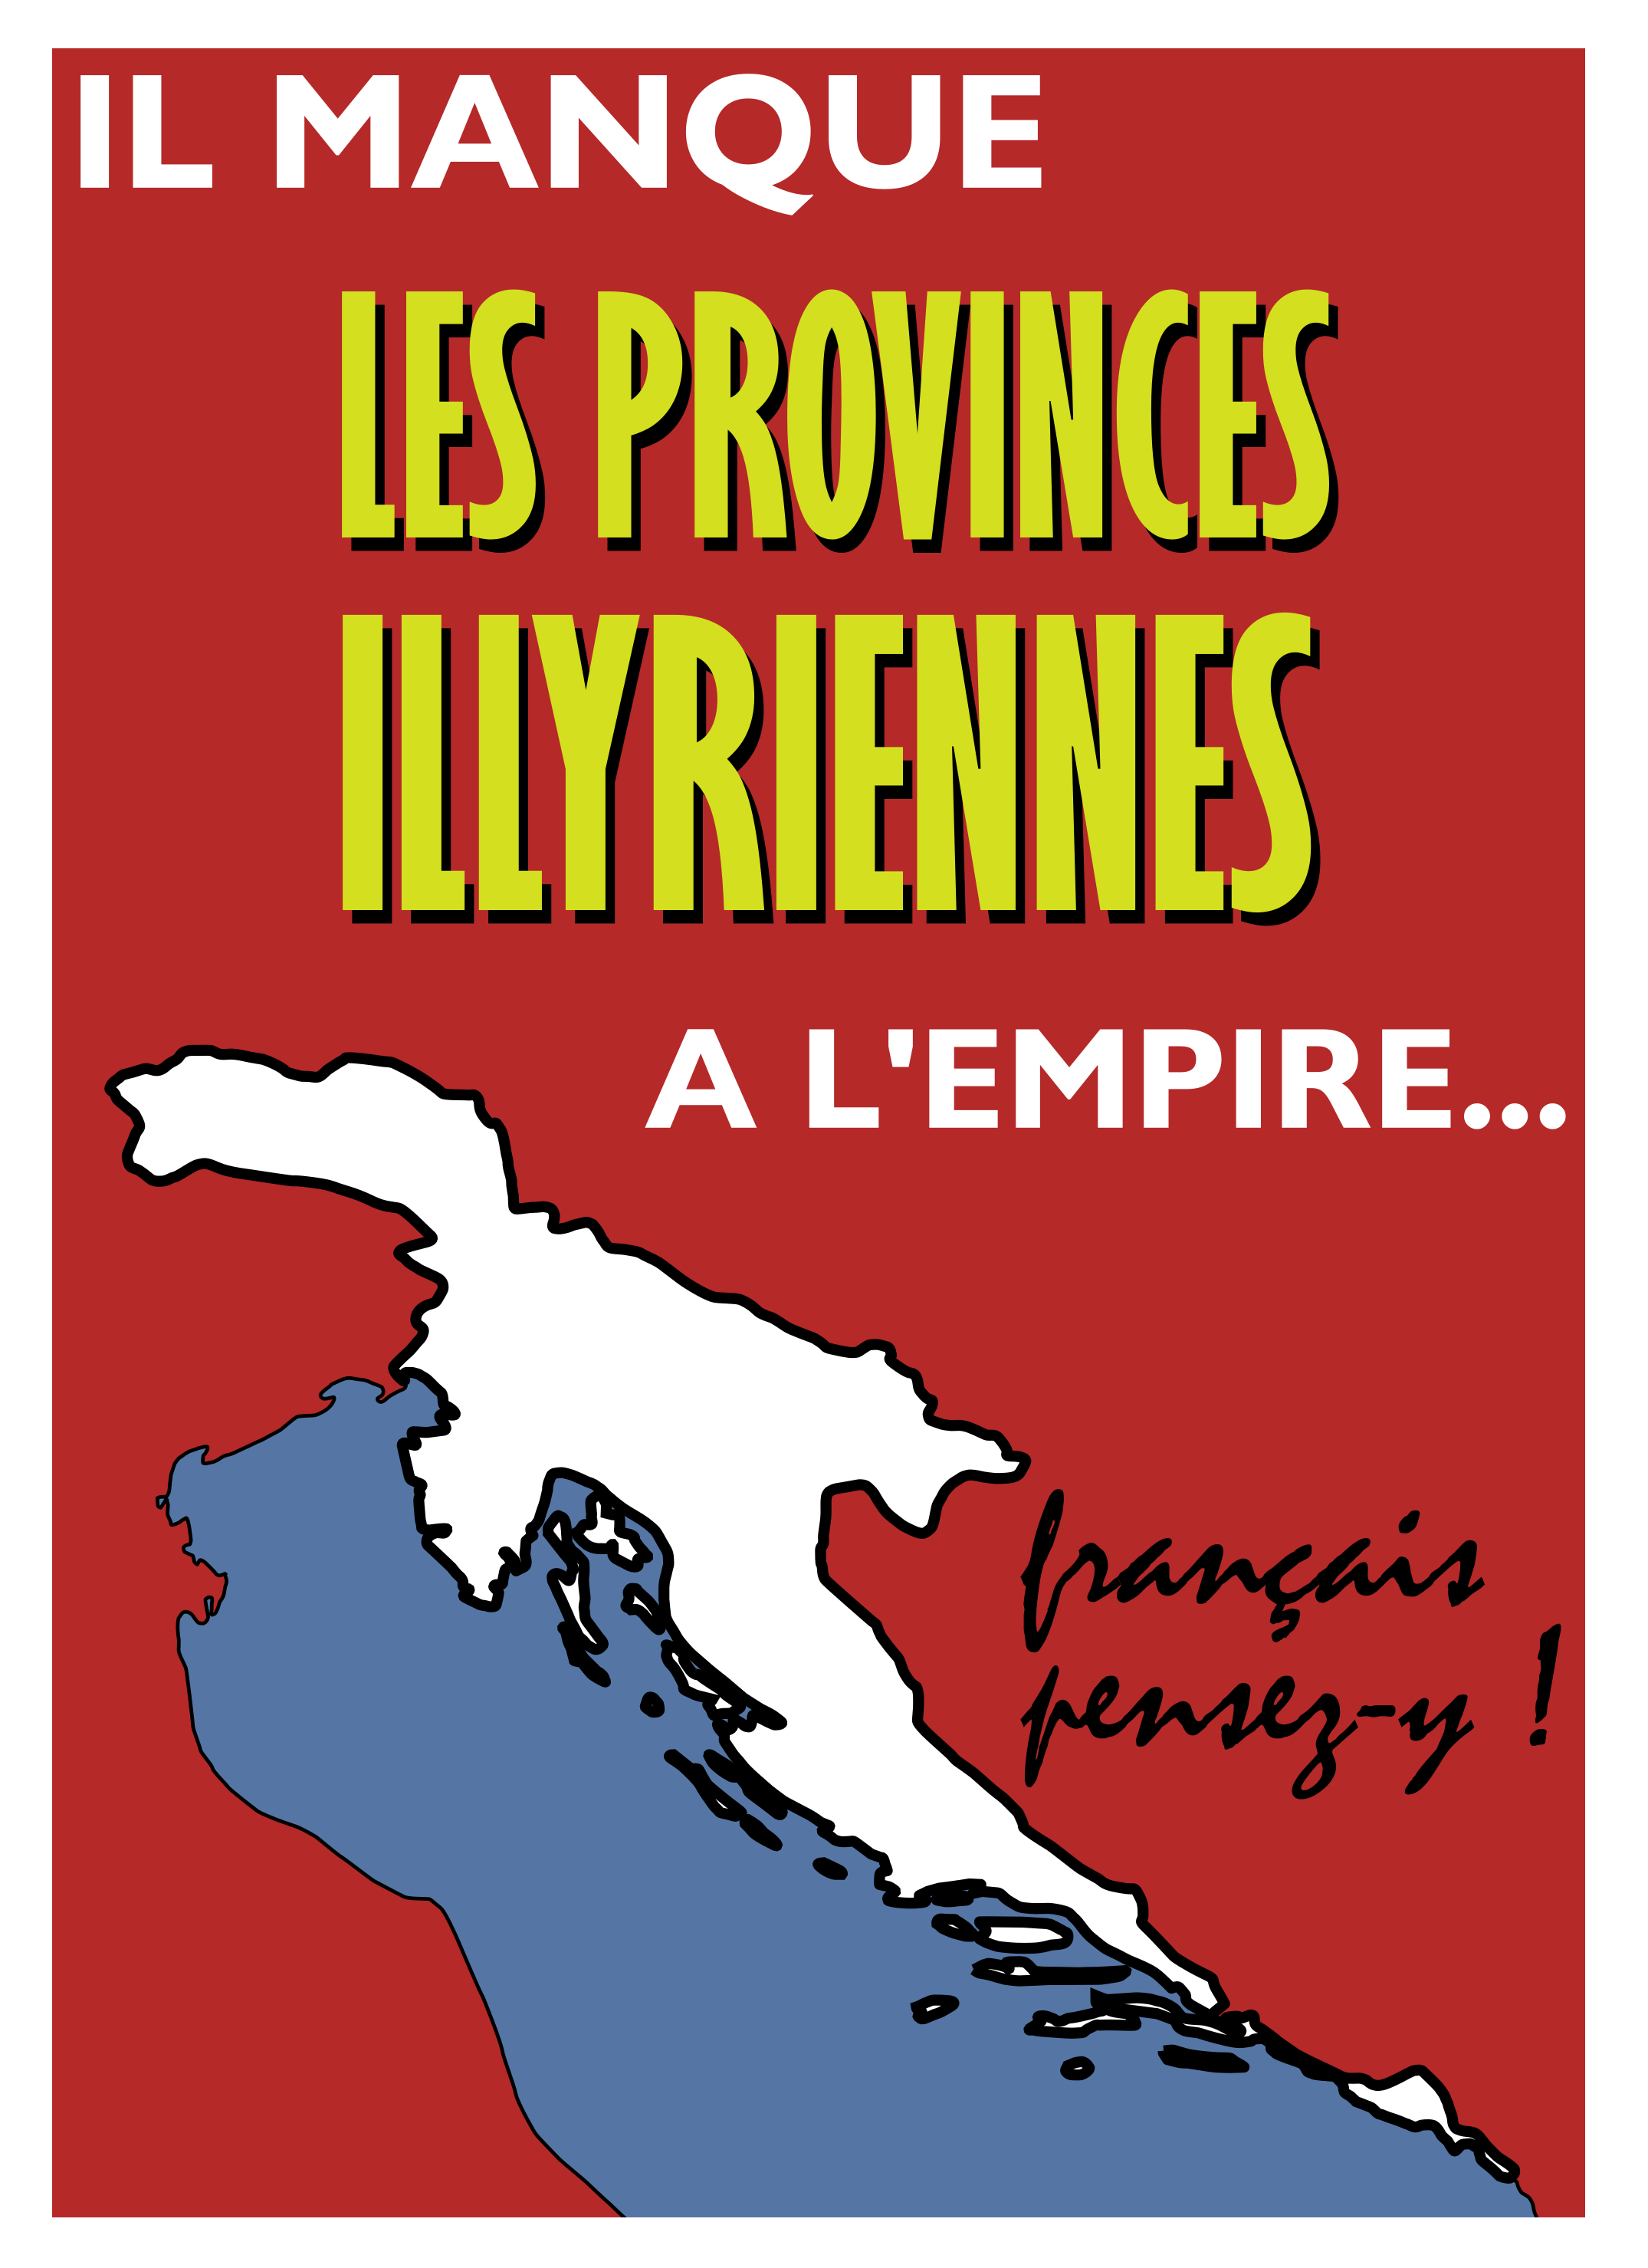 IL MANQUE
LES PROVINCES
ILLYRIENNES
A L'EMPIRE...
français
pensez-y !